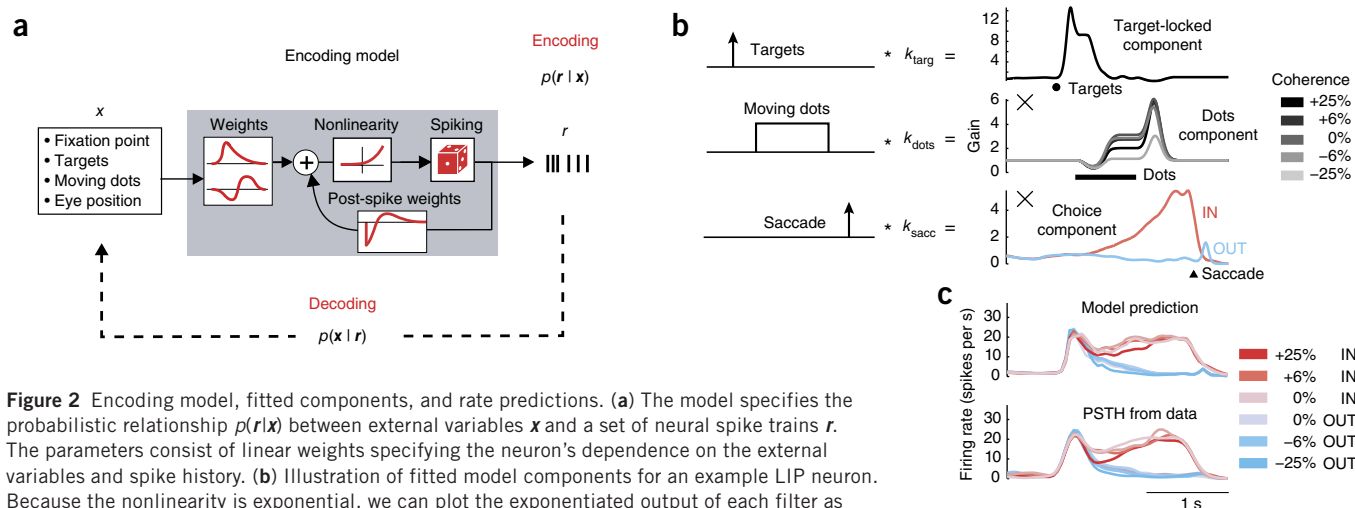 a
Encoding model
Encoding
p(r | x)
x
• Fixation point
• Targets
• Moving dots
• Eye position
Weights
+
Nonlinearity
Spiking
Post-spike weights
r
Decoding
p(x | r)
b
Targets
* k targ =
Moving dots
* k dots =
Saccade
* k sacc =
12
8
4
Target-locked
component
Targets
6
4
2
0
Gain
Dots
component
Dots
4
2
0
Choice
component
IN
OUT
Saccade
Coherence
+25%
+6%
0%
−6%
−25%
c
Firing rate (spikes per s)
30
20
10
0
Model prediction
30
20
10
0
PSTH from data
1 s
+25% IN
+6% IN
0% IN
0% OUT
−6% OUT
−25% OUT
Figure 2 Encoding model, fitted components, and rate predictions. (a) The model specifies the
probabilistic relationship p(r|x) between external variables x and a set of neural spike trains r.
The parameters consist of linear weights specifying the neuron’s dependence on the external
variables and spike history. (b) Illustration of fitted model components for an example LIP neuron.
Because the nonlinearity is exponential, we can plot the exponentiated output of each filter as